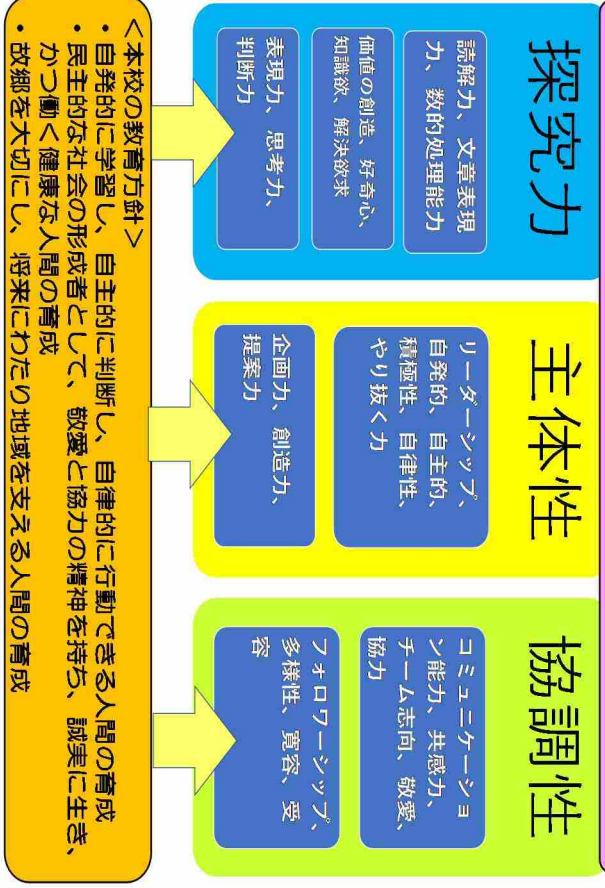 探究力
読解力、文章表現
力、数的処理能力
価値の創造、好奇心、
知識欲、解決欲求
表現力、思考力、
判断力
主体性
リーダーシップ、
自発的、自主的、
積極性、自律性、
やり抜く力
企画力、創造力、
提案力
協調性
コミュニケーショ
ン能力、共感力、
チーム志向、敬愛、
協力
フォロワーシップ、
多様性、寛容、受
容
<本校の教育方針>
・自発的に学習し、自主的に判断し、自律的に行動できる人間の育成
・民主的な社会の形成者として、敬愛と協力の精神を持ち、誠実に生き、
かつ働く健康な人間の育成
・故郷を大切にし、将来にわたり地域を支える人間の育成